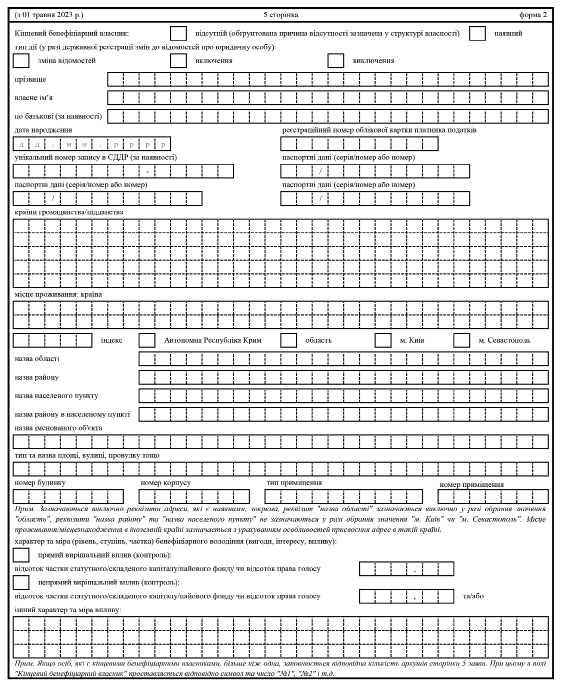 (з 01 травня 2023 р.) 5 сторінка форма 2
Кінцевий бенефіціарний власник: відсутній (обґрунтована причина відсутності зазначена у структурі власності) наявний
тип дії (у разі державної реєстрації змін до відомостей про юридичну особу):
зміна відомостей включення виключення
прізвище
власне ім'я
по батькові (за наявності)
дата народження реєстраційний номер облікової картки платника податків
д д . м м . р р р р
унікальний номер запису в ЄДДР (за наявності) паспортні дані (серія/номер або номер)
- /
паспортні дані (серія/номер або номер) паспортні дані (серія/номер або номер)
/ /
країни громадянства/підданства
місце проживання: країна
індекс Автономна Республіка Крим область м. Київ м. Севастополь
назва області
назва району
назва населеного пункту
назва району в населеному пункті
назва іменованого об'єкта
тип та назва площі, вулиці, провулку тощо
номер будинку номер корпусу тип приміщення номер приміщення
Прим. Зазначаються виключно реквізити адреси, які є наявними, зокрема, реквізит "назва області" зазначається виключно у разі обрання значення
"область", реквізити "назва району" та "назва населеного пункту" не зазначаються у разі обрання значення "м. Київ" чи "м. Севастополь". Місце
проживання/місцезнаходження в іноземній країні зазначається з урахуванням особливостей присвоєння адрес в такій країні.
характер та міра (рівень, ступінь, частка) бенефіціарного володіння (вигоди, інтересу, впливу):
прямий вирішальний вплив (контроль):
відсоток частки статутного/складеного капіталу/пайового фонду чи відсоток права голосу .
непрямий вирішальний вплив (контроль):
відсоток частки статутного/складеного капіталу/пайового фонду чи відсоток права голосу . та/або
інший характер та міра впливу:
Прим. Якщо осіб, які є кінцевими бенефіціарними власниками, більше ніж одна, заповнюється відповідна кількість аркушів сторінки 5 заяви. При цьому в полі
"Кінцевий бенефіціарний власник" проставляється відповідно символ та число "№1", "№2" і т.д.